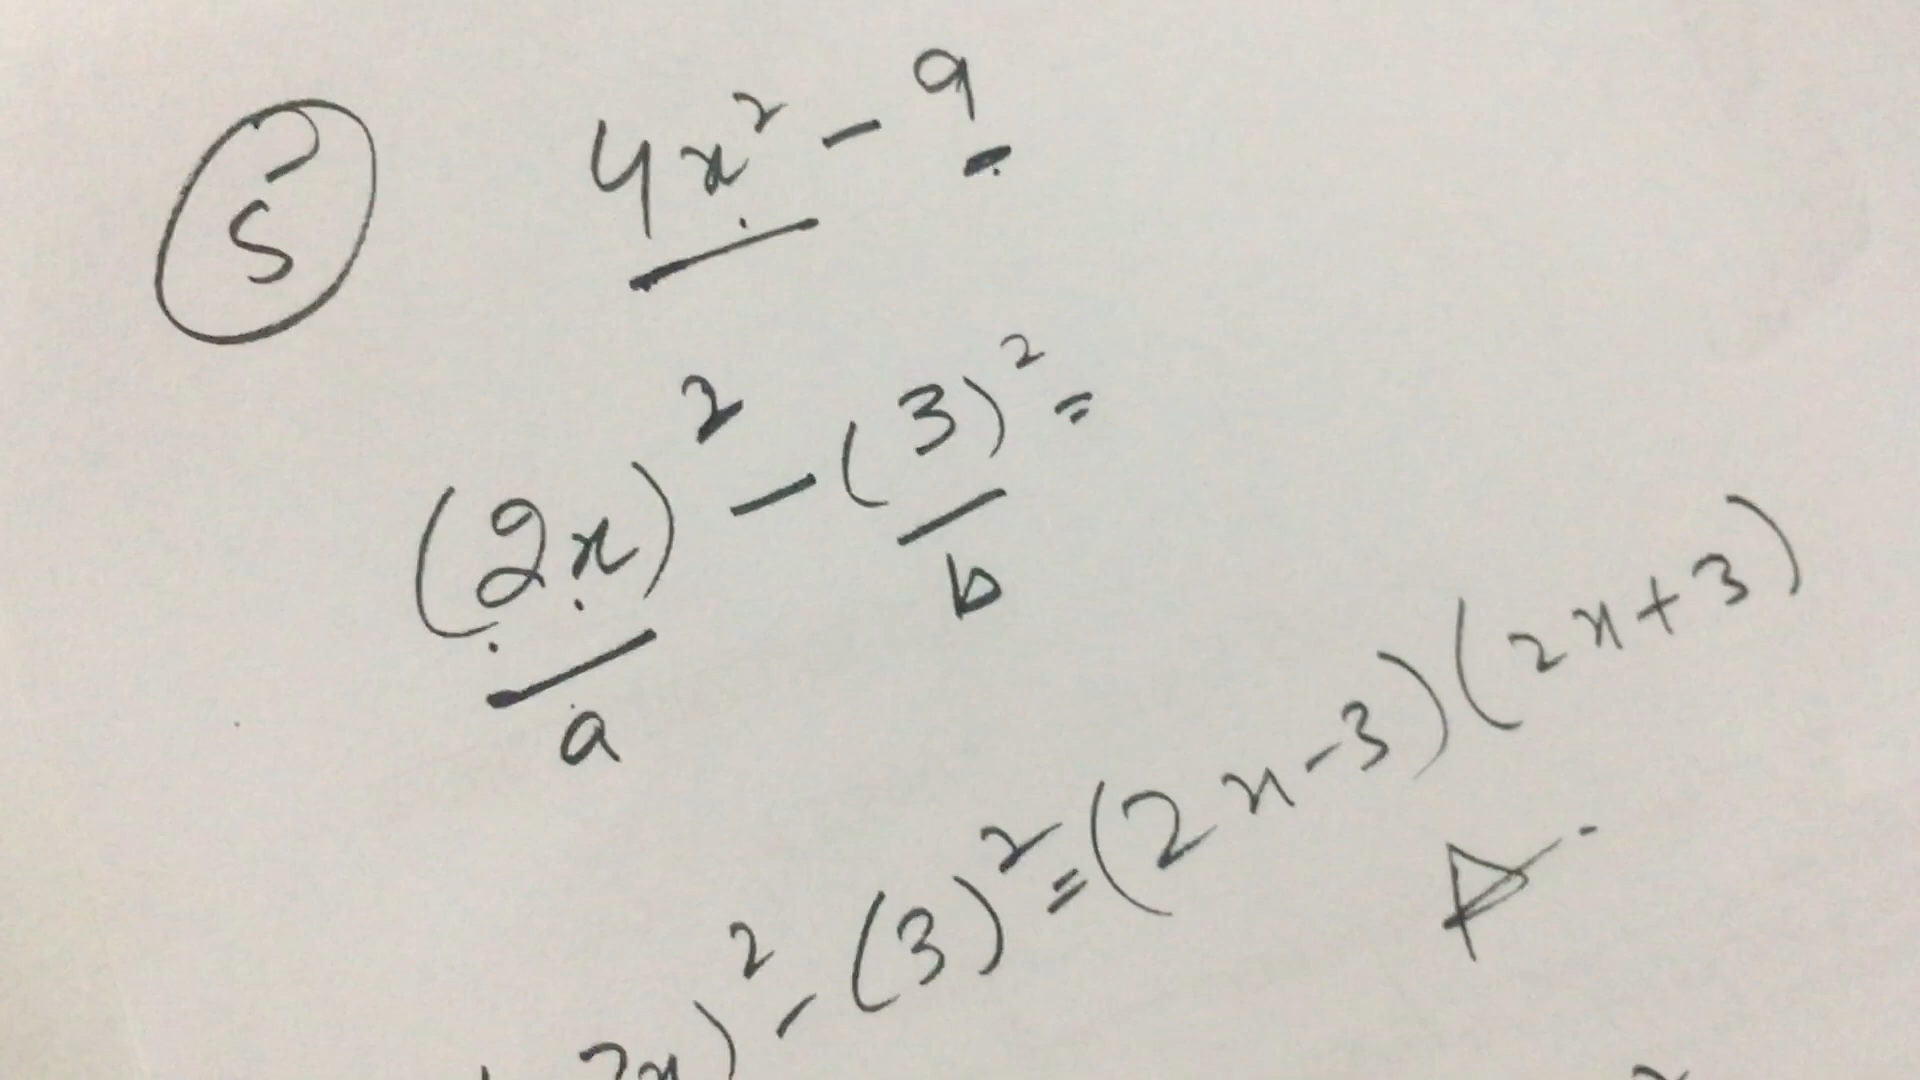 ⑤ 4x² - 9
(2x)² - (3)² =
a b
2x)² - (3)² = (2x-3)(2x+3)